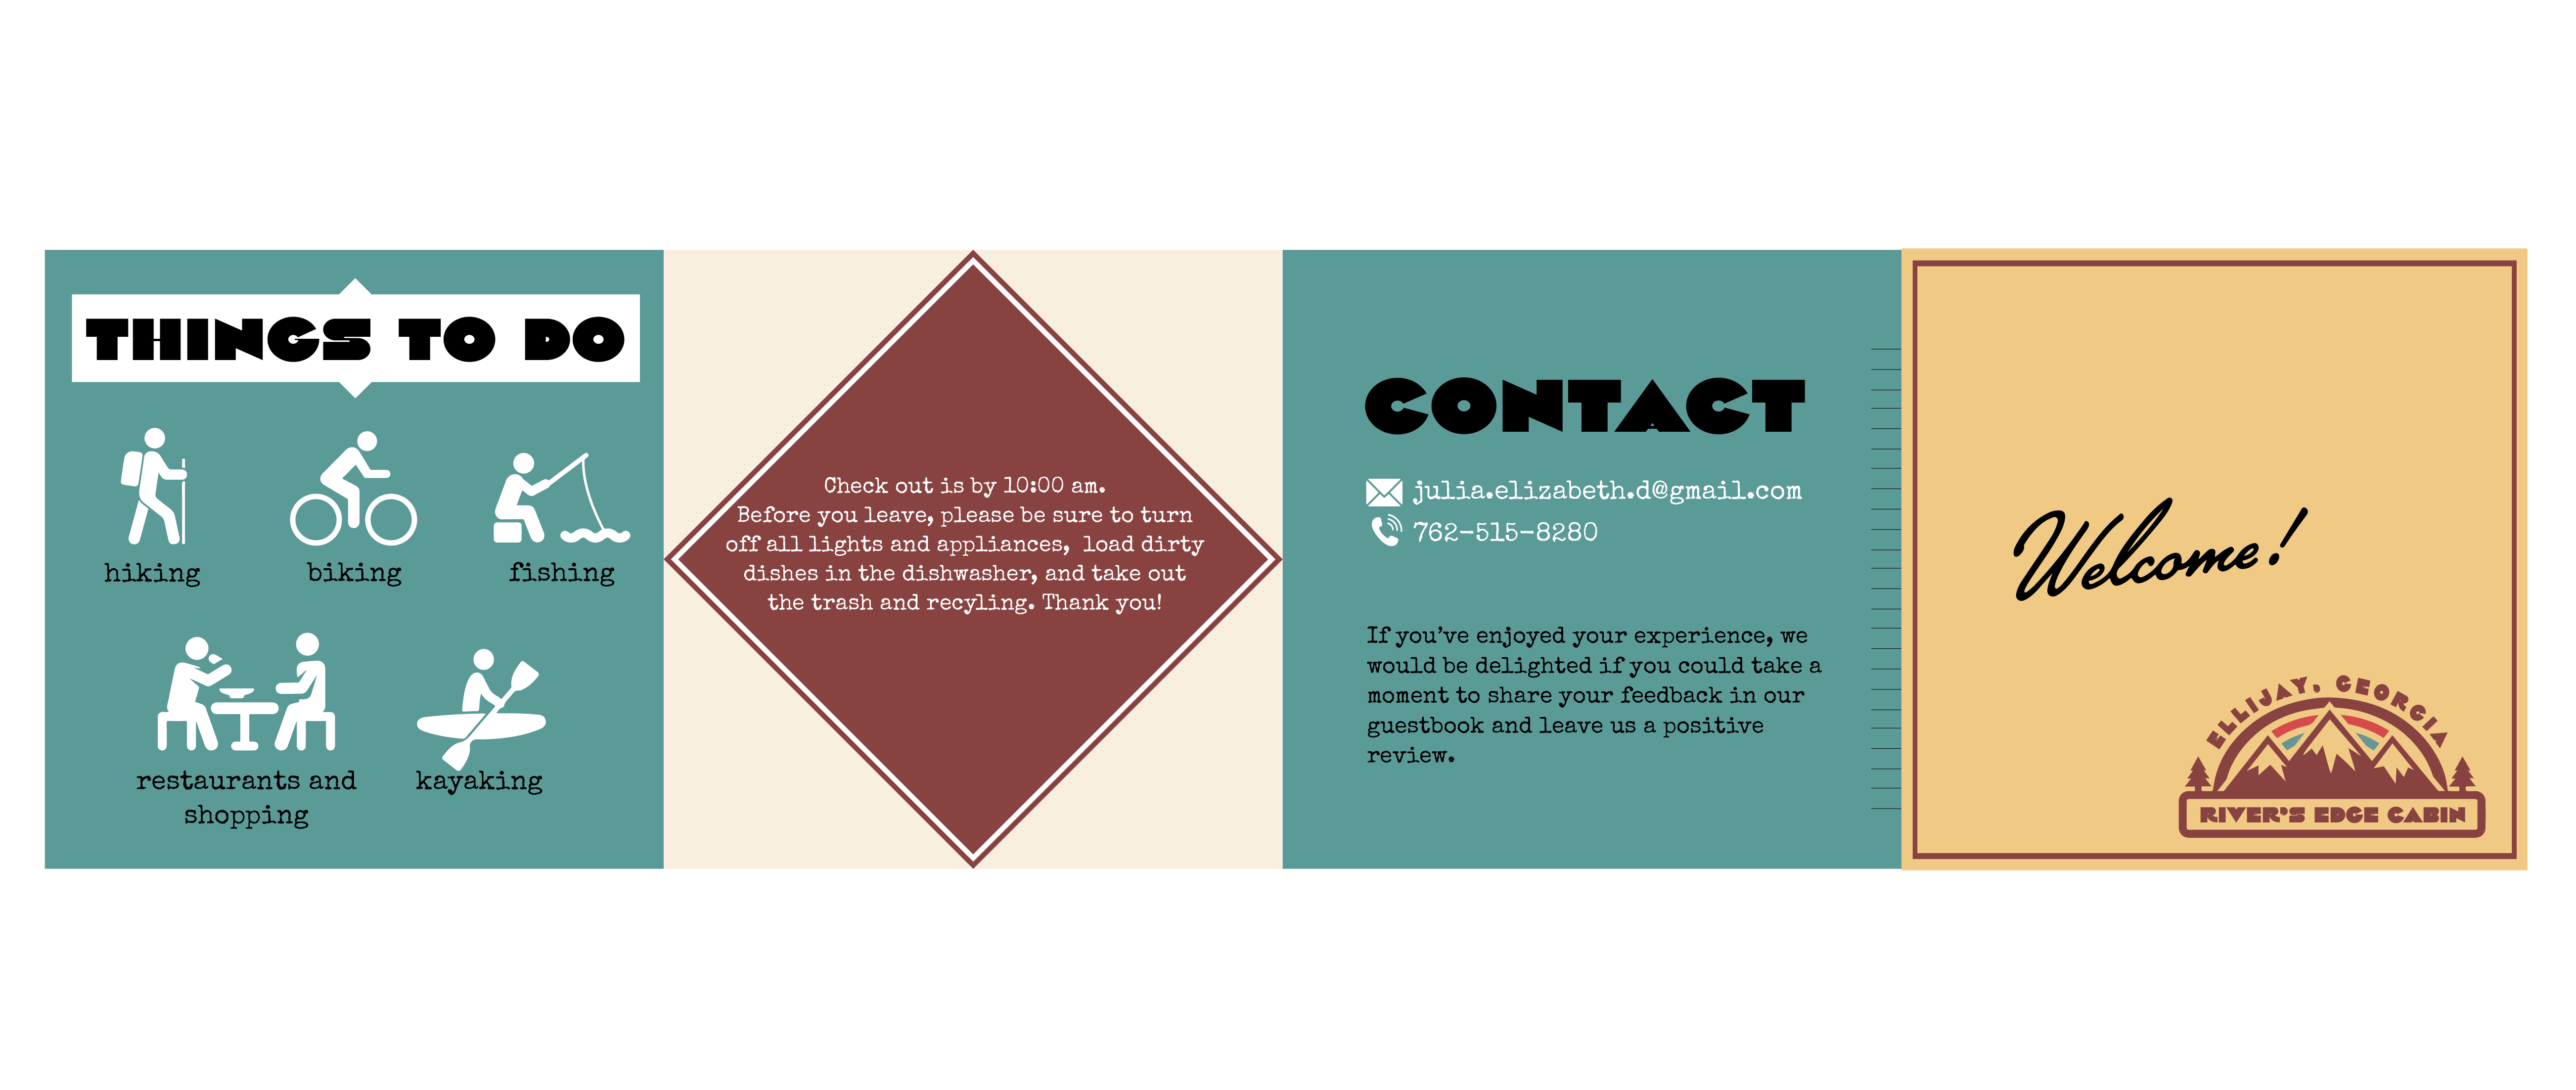 THINGS TO DO
hiking
biking
fishing
restaurants and
shopping
kayaking
Check out is by 10:00 am.
Before you leave, please be sure to turn
off all lights and appliances, load dirty
dishes in the dishwasher, and take out
the trash and recyling. Thank you!
CONTACT
julia.elizabeth.d@gmail.com
762-515-8280
If you've enjoyed your experience, we
would be delighted if you could take a
moment to share your feedback in our
guestbook and leave us a positive
review.
Welcome!
ELLIJAY, GEORGIA
RIVER'S EDGE CABIN